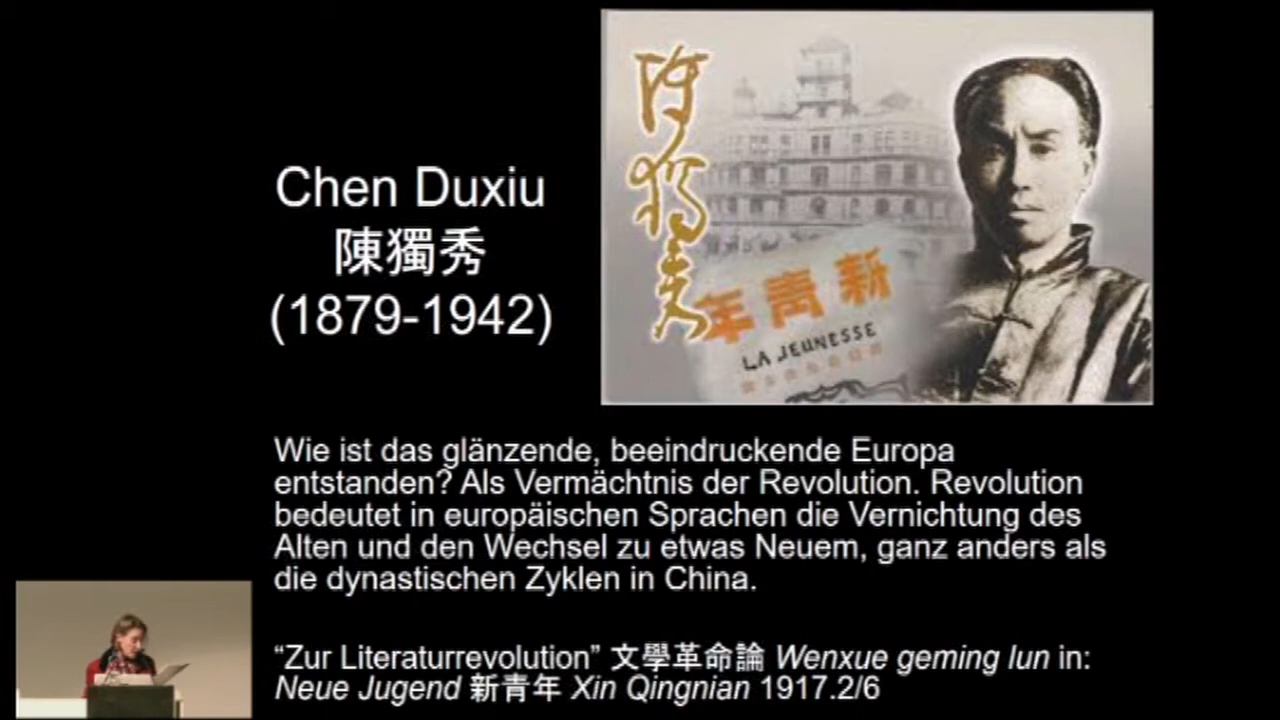 Chen Duxiu
陳獨秀
(1879-1942)
陳獨秀
新青年
LA JEUNESSE
Wie ist das glänzende, beeindruckende Europa
entstanden? Als Vermächtnis der Revolution. Revolution
bedeutet in europäischen Sprachen die Vernichtung des
Alten und den Wechsel zu etwas Neuem, ganz anders als
die dynastischen Zyklen in China.
“Zur Literaturrevolution” 文學革命論 Wenxue geming lun in:
Neue Jugend 新青年 Xin Qingnian 1917.2/6